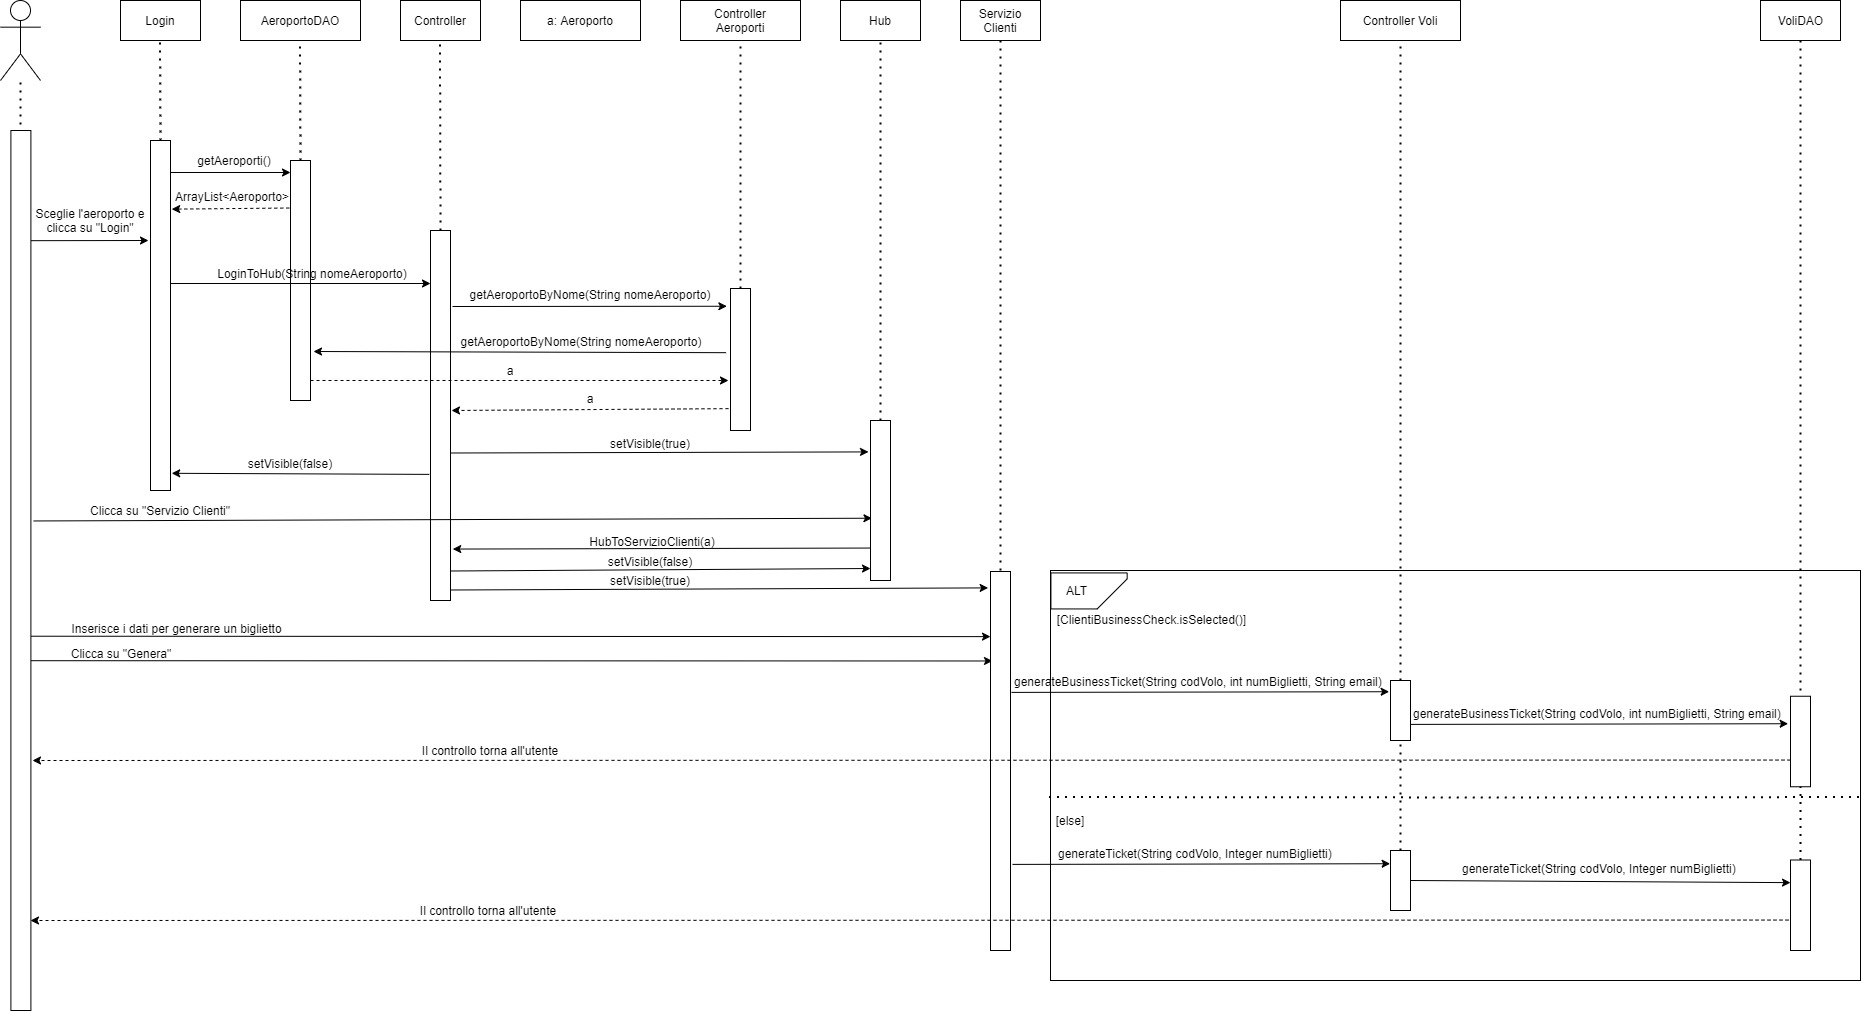 Login
AeroportoDAO
Controller
a: Aeroporto
Controller
Aeroporti
Hub
Servizio
Clienti
Controller Voli
VoliDAO
getAeroporti()
ArrayList<Aeroporto>
Sceglie l'aeroporto e
clicca su "Login"
LoginToHub(String nomeAeroporto)
getAeroportoByNome(String nomeAeroporto)
getAeroportoByNome(String nomeAeroporto)
a
a
setVisible(true)
setVisible(false)
Clicca su "Servizio Clienti"
HubToServizioClienti(a)
setVisible(false)
setVisible(true)
ALT
[ClientiBusinessCheck.isSelected()]
Inserisce i dati per generare un biglietto
Clicca su "Genera"
generateBusinessTicket(String codVolo, int numBiglietti, String email)
generateBusinessTicket(String codVolo, int numBiglietti, String email)
Il controllo torna all'utente
[else]
generateTicket(String codVolo, Integer numBiglietti)
generateTicket(String codVolo, Integer numBiglietti)
Il controllo torna all'utente